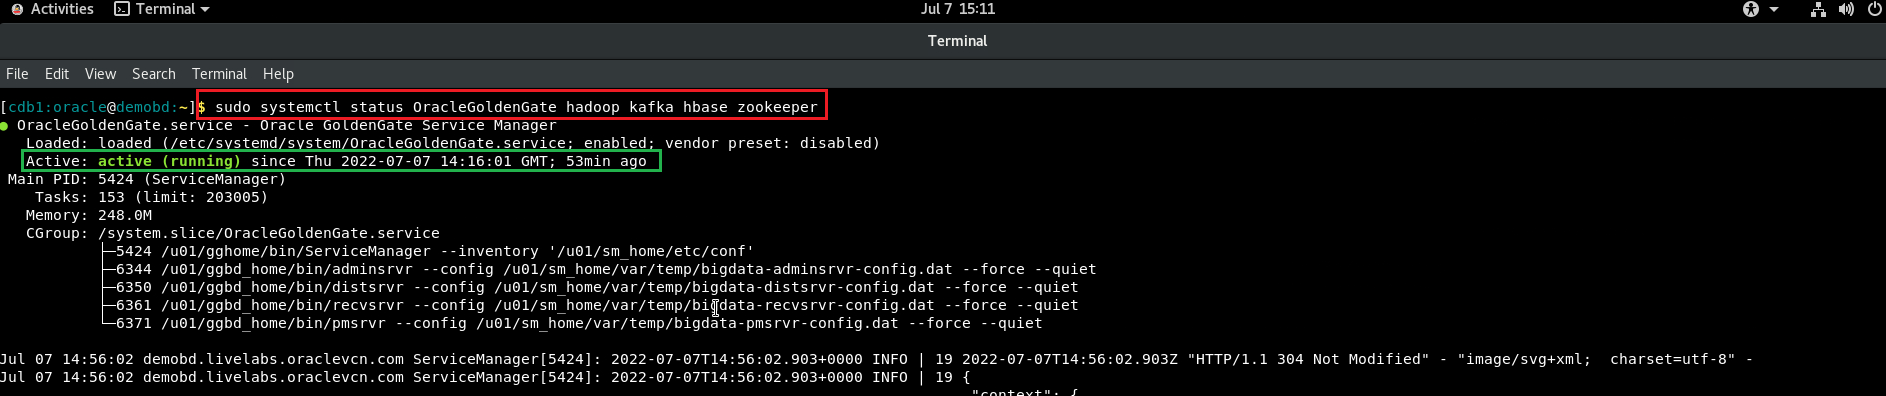 Activities Terminal Jul 7 15:11
Terminal
File Edit View Search Terminal Help
[cdb1:oracle@demobd:~]$ sudo systemctl status OracleGoldenGate hadoop kafka hbase zookeeper
● OracleGoldenGate.service - Oracle GoldenGate Service Manager
Loaded: loaded (/etc/systemd/system/OracleGoldenGate.service; enabled; vendor preset: disabled)
Active: active (running) since Thu 2022-07-07 14:16:01 GMT; 53min ago
Main PID: 5424 (ServiceManager)
Tasks: 153 (limit: 203005)
Memory: 248.0M
CGroup: /system.slice/OracleGoldenGate.service
├─5424 /u01/gghome/bin/ServiceManager --inventory '/u01/sm_home/etc/conf'
├─6344 /u01/ggbd_home/bin/adminsrvr --config /u01/sm_home/var/temp/bigdata-adminsrvr-config.dat --force --quiet
├─6350 /u01/ggbd_home/bin/distsrvr --config /u01/sm_home/var/temp/bigdata-distsrvr-config.dat --force --quiet
├─6361 /u01/ggbd_home/bin/recvsrvr --config /u01/sm_home/var/temp/bigdata-recvsrvr-config.dat --force --quiet
└─6371 /u01/ggbd_home/bin/pmsrvr --config /u01/sm_home/var/temp/bigdata-pmsrvr-config.dat --force --quiet
Jul 07 14:56:02 demobd.livelabs.oraclevcn.com ServiceManager[5424]: 2022-07-07T14:56:02.903+0000 INFO | 19 2022-07-07T14:56:02.903Z "HTTP/1.1 304 Not Modified" - "image/svg+xml;  charset=utf-8" -
Jul 07 14:56:02 demobd.livelabs.oraclevcn.com ServiceManager[5424]: 2022-07-07T14:56:02.903+0000 INFO | 19 {
"context": {